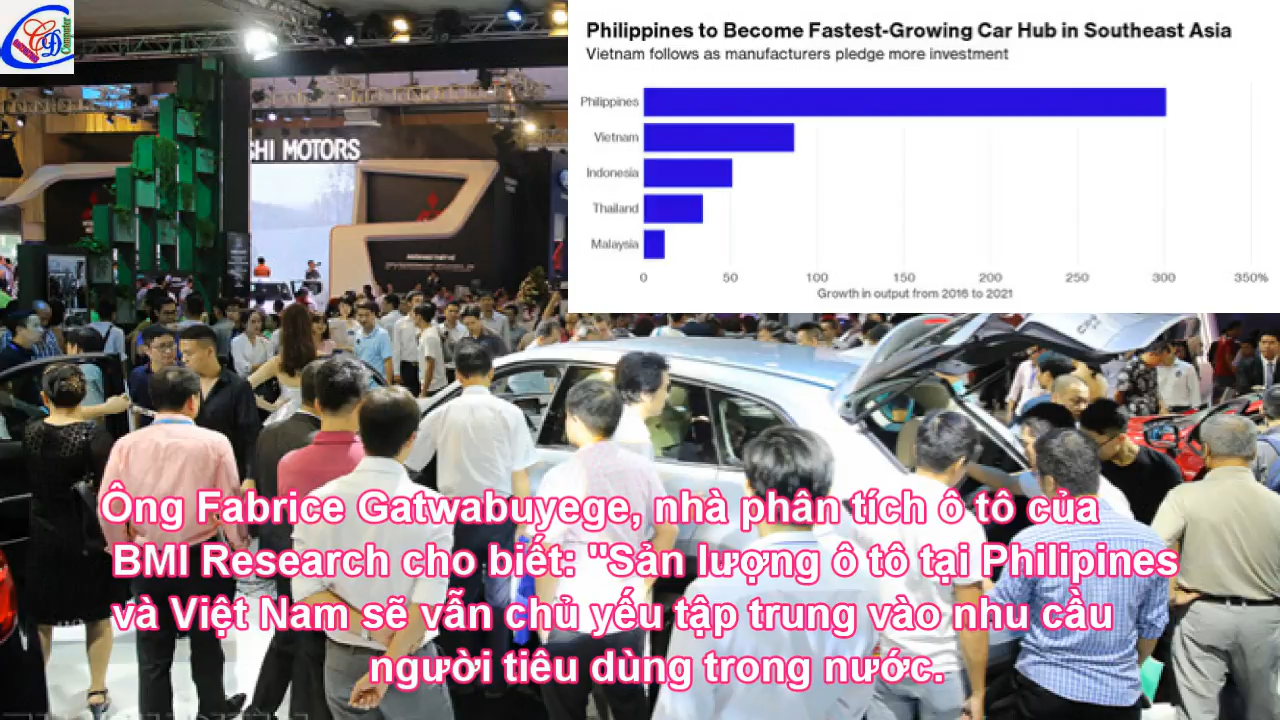 Computer
Philippines to Become Fastest-Growing Car Hub in Southeast Asia
Vietnam follows as manufacturers pledge more investment
Philippines
Vietnam
Indonesia
Thailand
Malaysia
0 50 100 150 200 250 300 350%
Growth in output from 2016 to 2021
SHI MOTORS
Ông Fabrice Gatwabuyege, nhà phân tích ô tô của
BMI Research cho biết: "Sản lượng ô tô tại Philipines
và Việt Nam sẽ vẫn chủ yếu tập trung vào nhu cầu
người tiêu dùng trong nước.